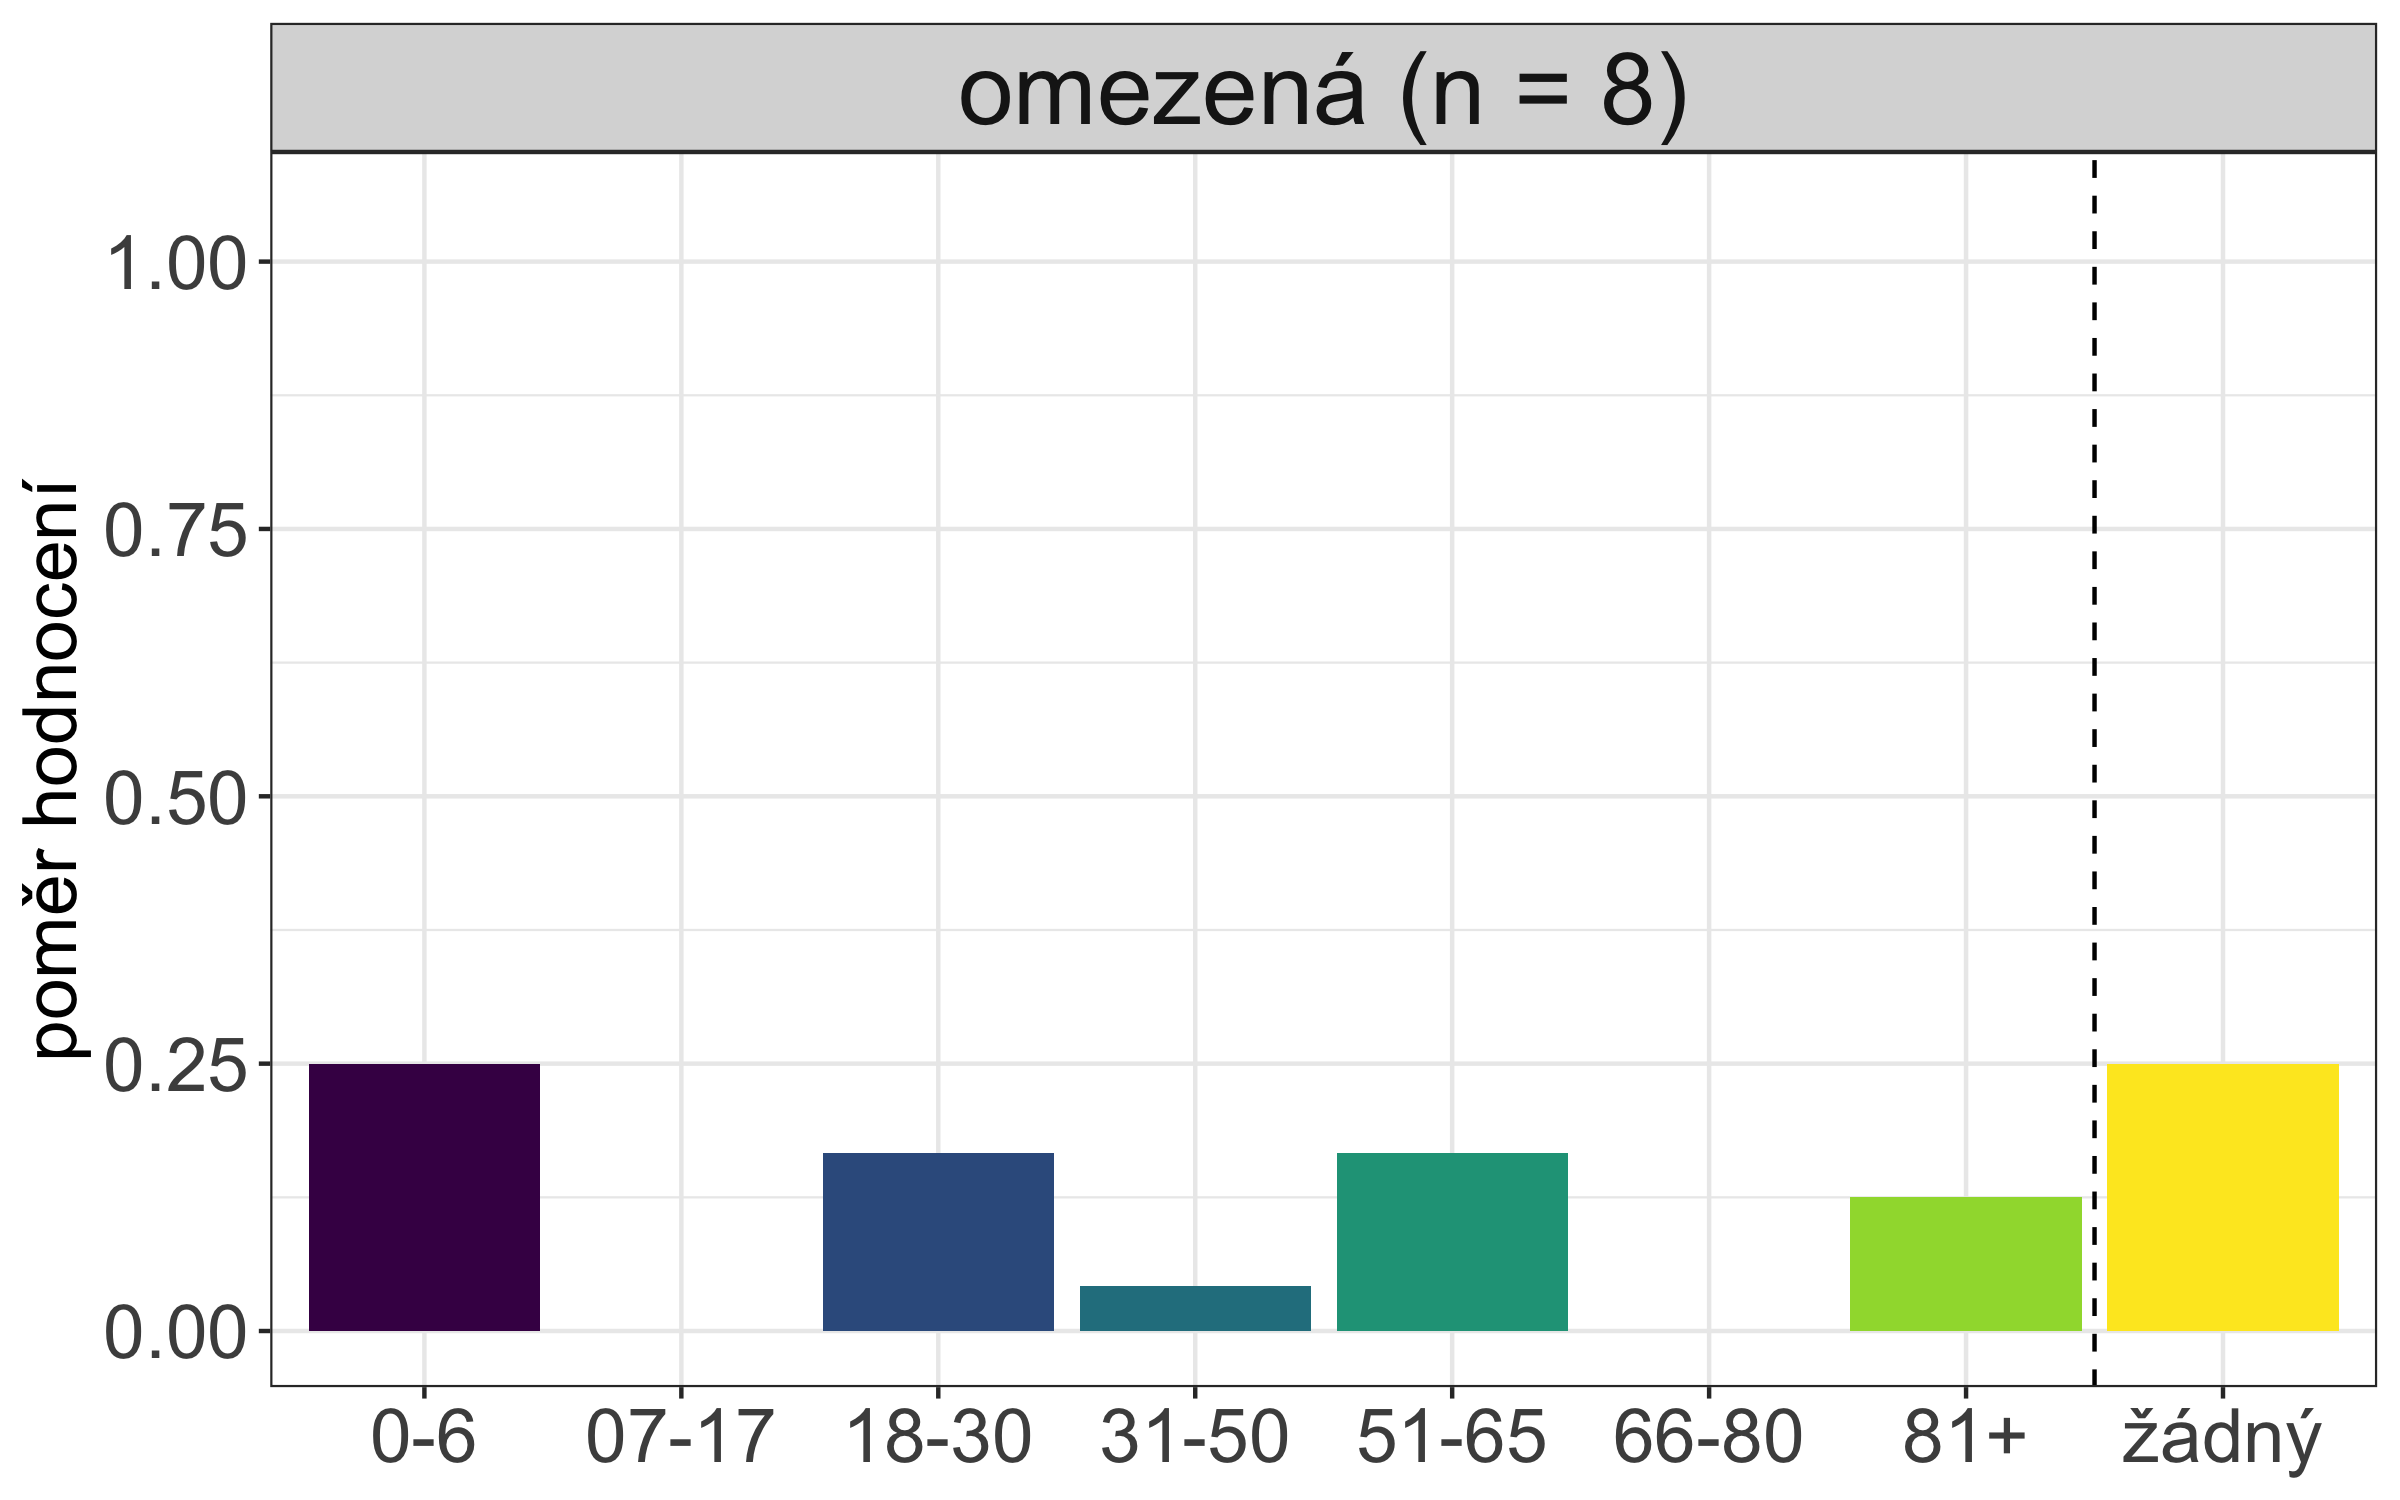 omezená (n = 8)
poměr hodnocení
1.00
0.75
0.50
0.25
0.00
0-6 07-17 18-30 31-50 51-65 66-80 81+ žádný